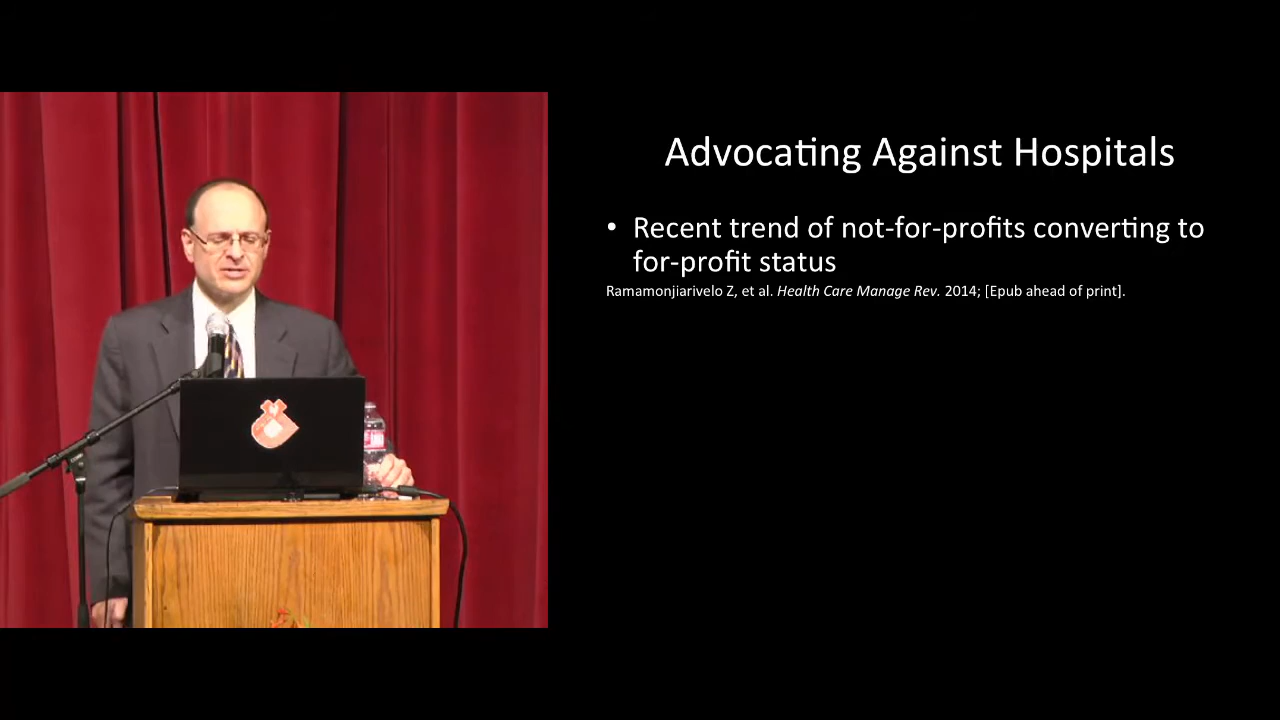 Advocating Against Hospitals
• Recent trend of not-for-profits converting to
for-profit status
Ramamonjiarivelo Z, et al. Health Care Manage Rev. 2014; [Epub ahead of print].